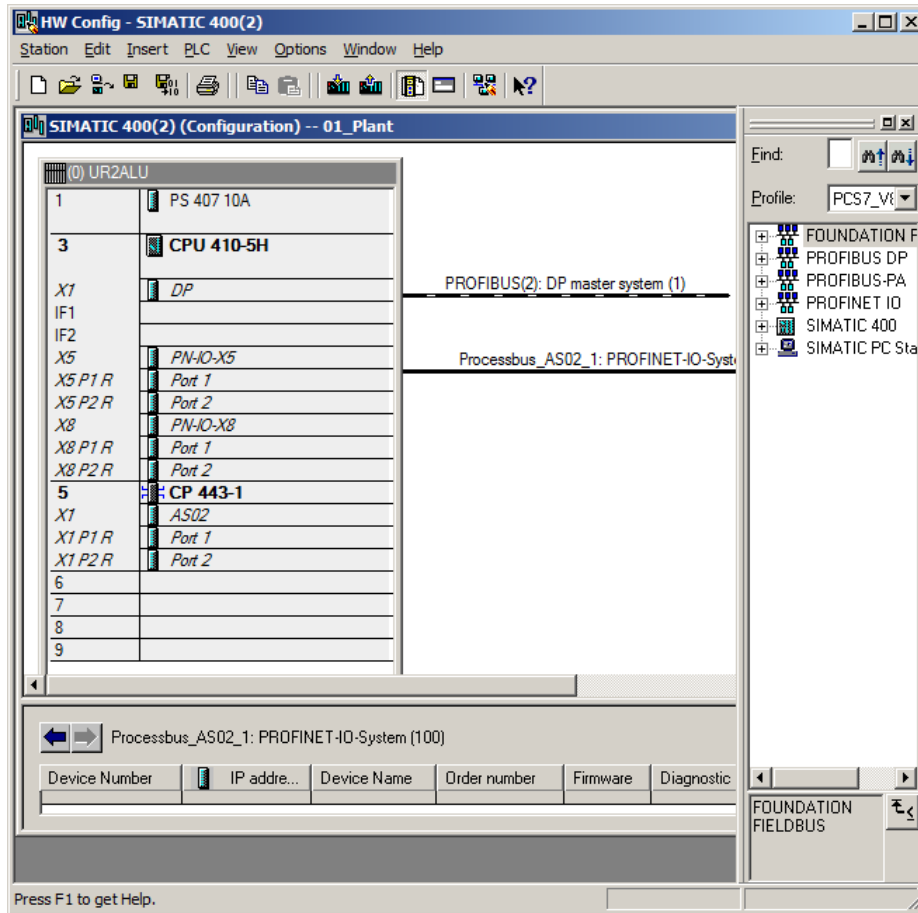 HW Config - SIMATIC 400(2)
Station Edit Insert PLC View Options Window Help
SIMATIC 400(2) (Configuration) -- 01_Plant
(0) UR2ALU
1 PS 407 10A
3 CPU 410-5H
X1 DP
IF1
IF2
X5 PN-IO-X5
X5 P1 R Port 1
X5 P2 R Port 2
X8 PN-IO-X8
X8 P1 R Port 1
X8 P2 R Port 2
5 CP 443-1
X1 AS02
X1 P1 R Port 1
X1 P2 R Port 2
6
7
8
9
PROFIBUS(2): DP master system (1)
Processbus_AS02_1: PROFINET-IO-Syst
Find:
Profile: PCS7_V8
FOUNDATION F
PROFIBUS DP
PROFIBUS-PA
PROFINET IO
SIMATIC 400
SIMATIC PC Sta
Processbus_AS02_1: PROFINET-IO-System (100)
Device Number IP addre... Device Name Order number Firmware Diagnostic
FOUNDATION
FIELDBUS
Press F1 to get Help.